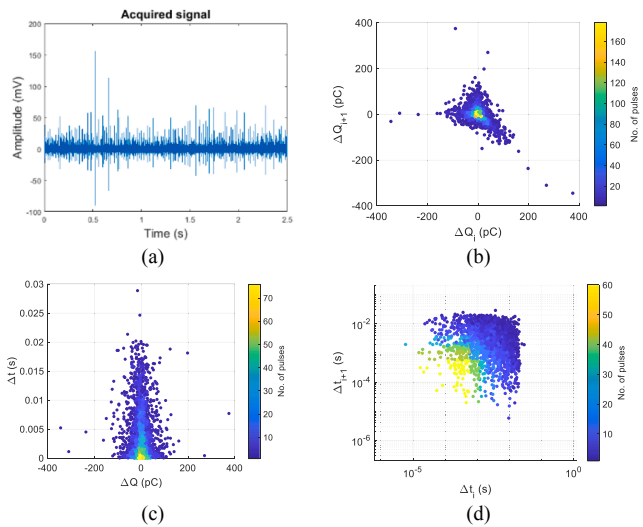 Acquired signal
200
150
100
50
0
-50
-100
Amplitude (mV)
0 0.5 1 1.5 2 2.5
Time (s)
(a)
400
200
0
-200
-400
ΔQi+1 (pC)
-400 -200 0 200 400
ΔQi (pC)
160
140
120
100
80
60
40
20
No. of pulses
(b)
0.03
0.025
0.02
0.015
0.01
0.005
0
Δt (s)
-400 -200 0 200 400
ΔQ (pC)
70
60
50
40
30
20
10
No. of pulses
(c)
10-2
10-4
10-6
Δti+1 (s)
10-5 100
Δti (s)
60
50
40
30
20
10
No. of pulses
(d)